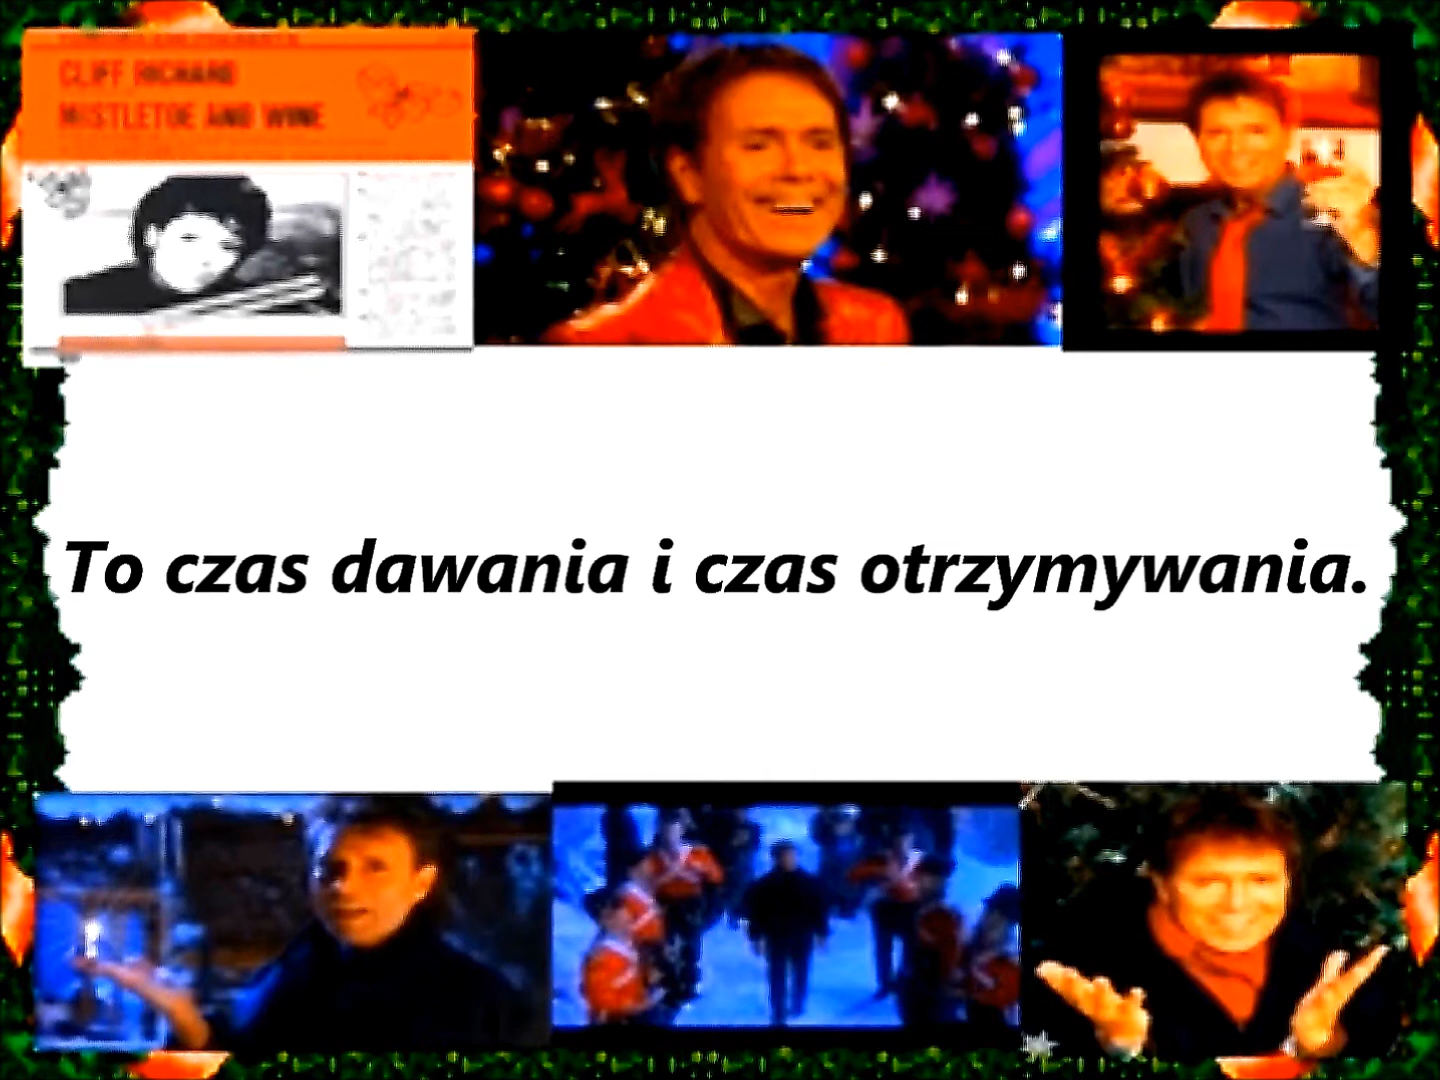 CLIFF RICHARD
MISTLETOE AND WINE
To czas dawania i czas otrzymywania.